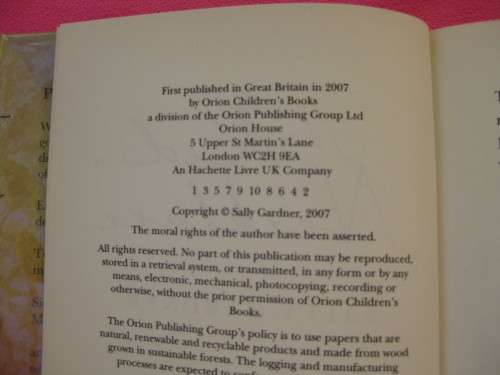 First published in Great Britain in 2007
by Orion Children's Books
a division of the Orion Publishing Group Ltd
Orion House
5 Upper St Martin's Lane
London WC2H 9EA
An Hachette Livre UK Company
1 3 5 7 9 10 8 6 4 2
Copyright © Sally Gardner, 2007
The moral rights of the author have been asserted.
All rights reserved. No part of this publication may be reproduced,
stored in a retrieval system, or transmitted, in any form or by any
means, electronic, mechanical, photocopying, recording or
otherwise, without the prior permission of Orion Children's
Books.
The Orion Publishing Group's policy is to use papers that are
natural, renewable and recyclable products and made from wood
grown in sustainable forests. The logging and manufacturing
processes are expected to